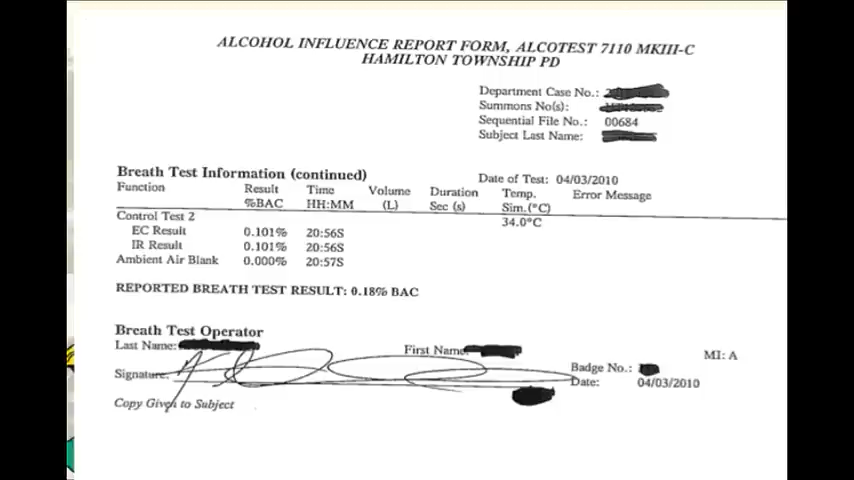 ALCOHOL INFLUENCE REPORT FORM, ALCOTEST 7110 MKIII-C
HAMILTON TOWNSHIP PD
Department Case No.:
Summons No(s):
Sequential File No.: 00684
Subject Last Name:
Breath Test Information (continued) Date of Test: 04/03/2010
Function Result Time Volume Duration Temp. Error Message
%BAC HH:MM (L) Sec (s) Sim.(°C)
Control Test 2 34.0°C
EC Result 0.101% 20:56S
IR Result 0.101% 20:56S
Ambient Air Blank 0.000% 20:57S
REPORTED BREATH TEST RESULT: 0.18% BAC
Breath Test Operator
Last Name: First Name: MI: A
Signature: Badge No.:
Date: 04/03/2010
Copy Given to Subject